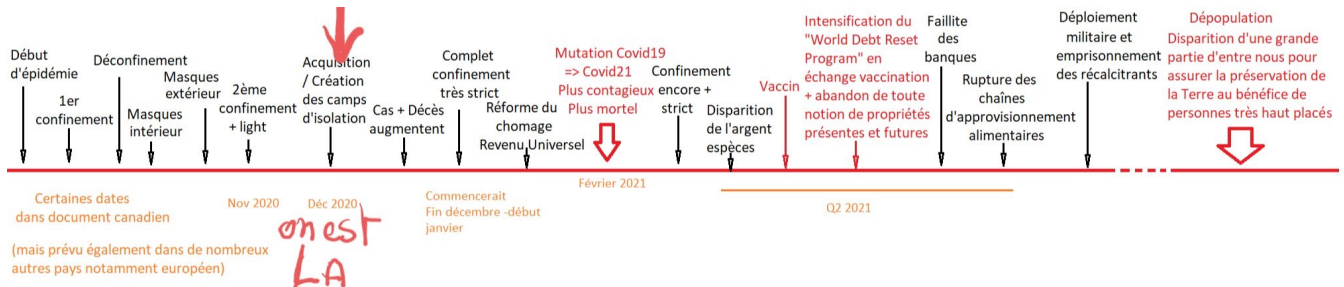 Début
d'épidémie
1er
confinement
Déconfinement
Masques
intérieur
Masques
extérieur
2ème
confinement
+ light
Acquisition
/ Création
des camps
d'isolation
Cas + Décès
augmentent
Complet
confinement
très strict
Réforme du
chomage
Revenu Universel
Mutation Covid19
=> Covid21
Plus contagieux
Plus mortel
Confinement
encore +
strict
Disparition
de l'argent
espèces
Vaccin
Intensification du
"World Debt Reset
Program" en
échange vaccination
+ abandon de toute
notion de propriétés
présentes et futures
Faillite
des
banques
Rupture des
chaînes
d'approvisionnement
alimentaires
Déploiement
militaire et
emprisonnement
des récalcitrants
Dépopulation
Disparition d'une grande
partie d'entre nous pour
assurer la préservation de
la Terre au bénéfice de
personnes très haut placés
Certaines dates
dans document canadien
(mais prévu également dans de nombreux
autres pays notamment européen)
Nov 2020
Déc 2020
on est
LA
Commencerait
Fin décembre -début
janvier
Février 2021
Q2 2021